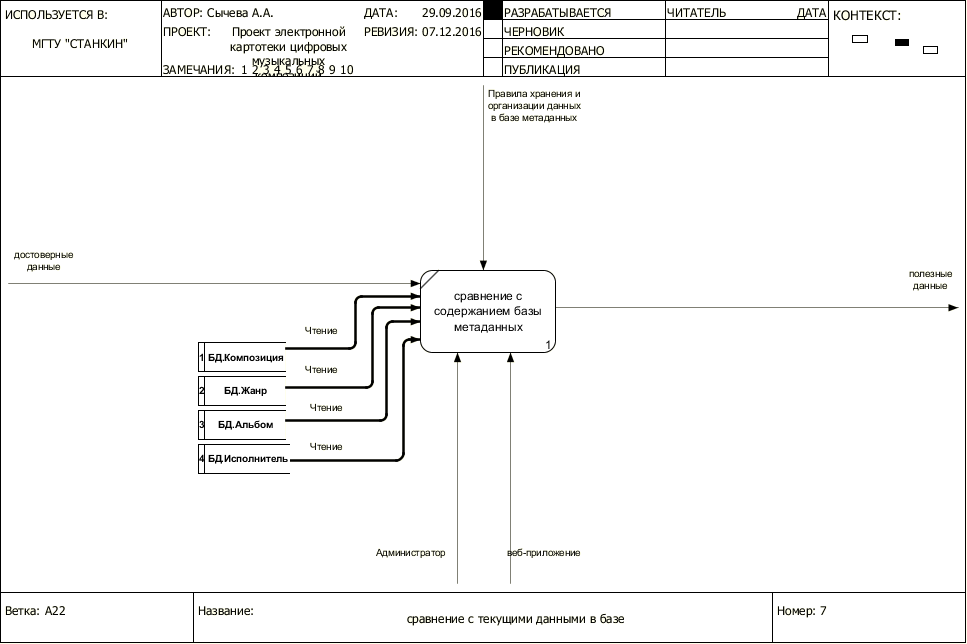 ИСПОЛЬЗУЕТСЯ В:
МГТУ "СТАНКИН"
АВТОР: Сычева А.А.
ДАТА: 29.09.2016
ПРОЕКТ: Проект электронной
картотеки цифровых
музыкальных
РЕВИЗИЯ: 07.12.2016
ЗАМЕЧАНИЯ: 1 2 3 4 5 6 7 8 9 10
РАЗРАБАТЫВАЕТСЯ
ЧЕРНОВИК
РЕКОМЕНДОВАНО
ПУБЛИКАЦИЯ
ЧИТАТЕЛЬ ДАТА
КОНТЕКСТ:
Правила хранения и
организации данных
в базе метаданных
достоверные
данные
полезные
данные
сравнение с
содержанием базы
метаданных
1
Чтение
1 БД.Композиция
Чтение
2 БД.Жанр
Чтение
3 БД.Альбом
Чтение
4 БД.Исполнитель
Администратор
веб-приложение
Ветка: A22
Название:
сравнение с текущими данными в базе
Номер: 7